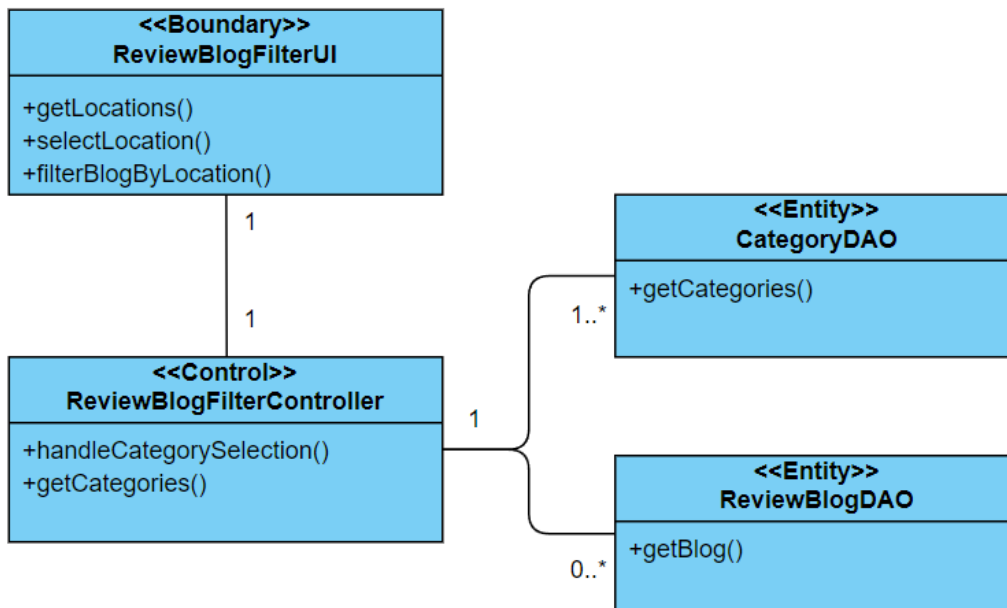 <<Boundary>>
ReviewBlogFilterUI
+getLocations()
+selectLocation()
+filterBlogByLocation()
1
1
<<Control>>
ReviewBlogFilterController
+handleCategorySelection()
+getCategories()
1
<<Entity>>
CategoryDAO
+getCategories()
1..*
<<Entity>>
ReviewBlogDAO
+getBlog()
0..*